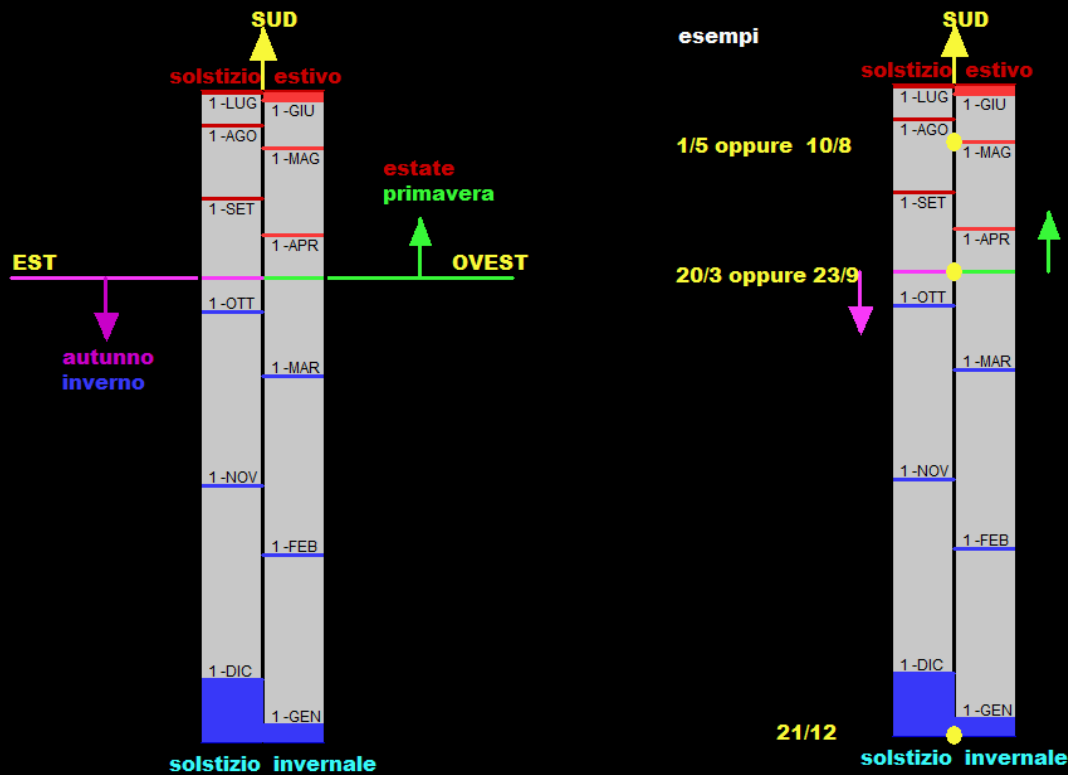 SUD
solstizio estivo
1 -LUG
1 -GIU
1 -AGO
1 -MAG
1 -SET
1 -APR
estate
primavera
EST
OVEST
1 -OTT
autunno
inverno
1 -MAR
1 -NOV
1 -FEB
1 -DIC
1 -GEN
solstizio invernale
esempi
SUD
solstizio estivo
1 -LUG
1 -GIU
1 -AGO
1/5 oppure 10/8
1 -MAG
1 -SET
1 -APR
20/3 oppure 23/9
1 -OTT
1 -MAR
1 -NOV
1 -FEB
1 -DIC
1 -GEN
21/12
solstizio invernale